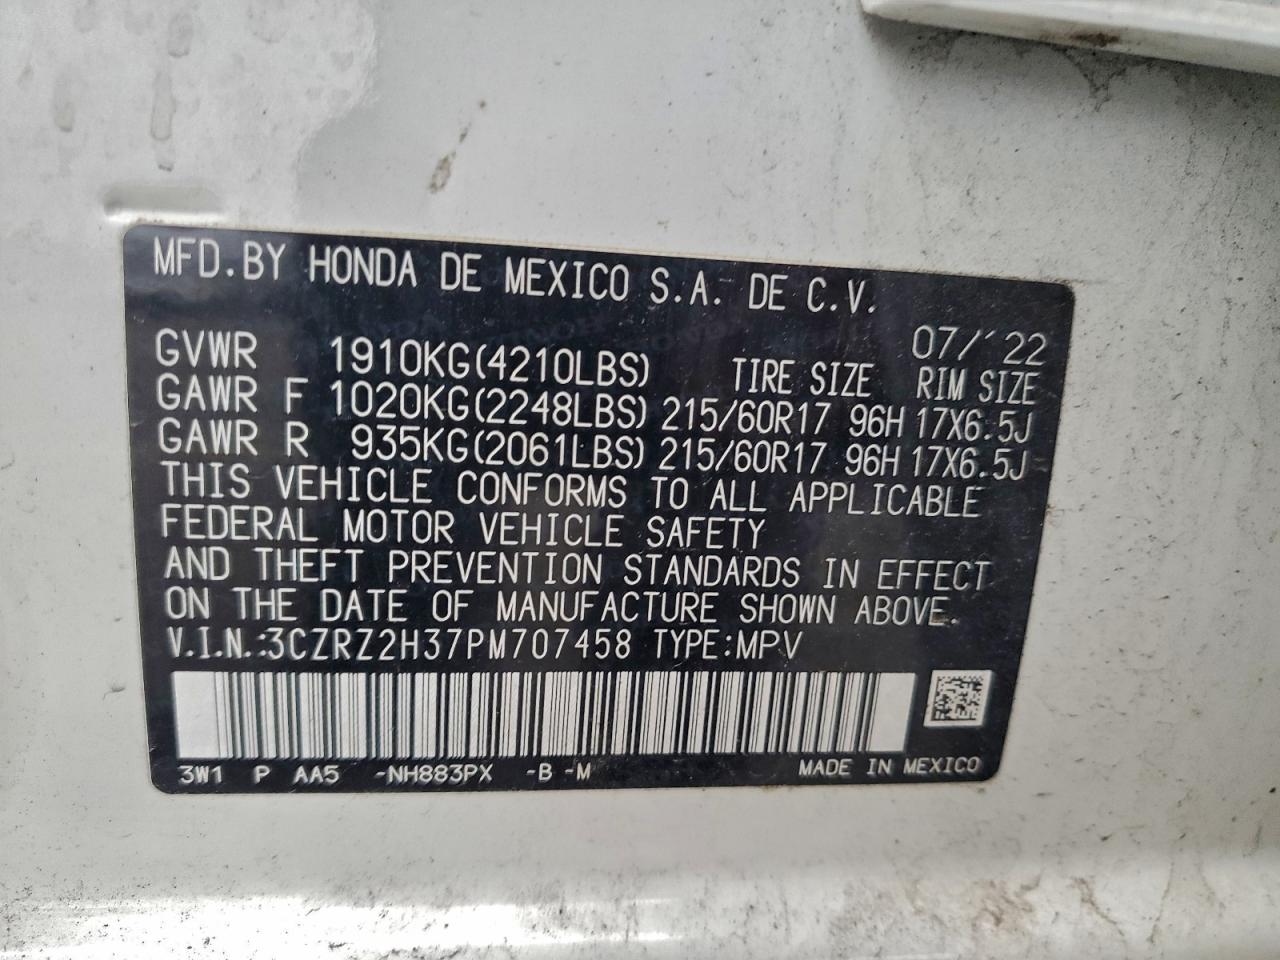 MFD.BY HONDA DE MEXICO S.A. DE C.V.
07/'22
GVWR 1910KG(4210LBS) TIRE SIZE RIM SIZE
GAWR F 1020KG(2248LBS) 215/60R17 96H 17X6.5J
GAWR R 935KG(2061LBS) 215/60R17 96H 17X6.5J
THIS VEHICLE CONFORMS TO ALL APPLICABLE
FEDERAL MOTOR VEHICLE SAFETY
AND THEFT PREVENTION STANDARDS IN EFFECT
ON THE DATE OF MANUFACTURE SHOWN ABOVE.
V.I.N.:3CZRZ2H37PM707458 TYPE:MPV
3W1 P AA5 -NH883PX -B -M MADE IN MEXICO